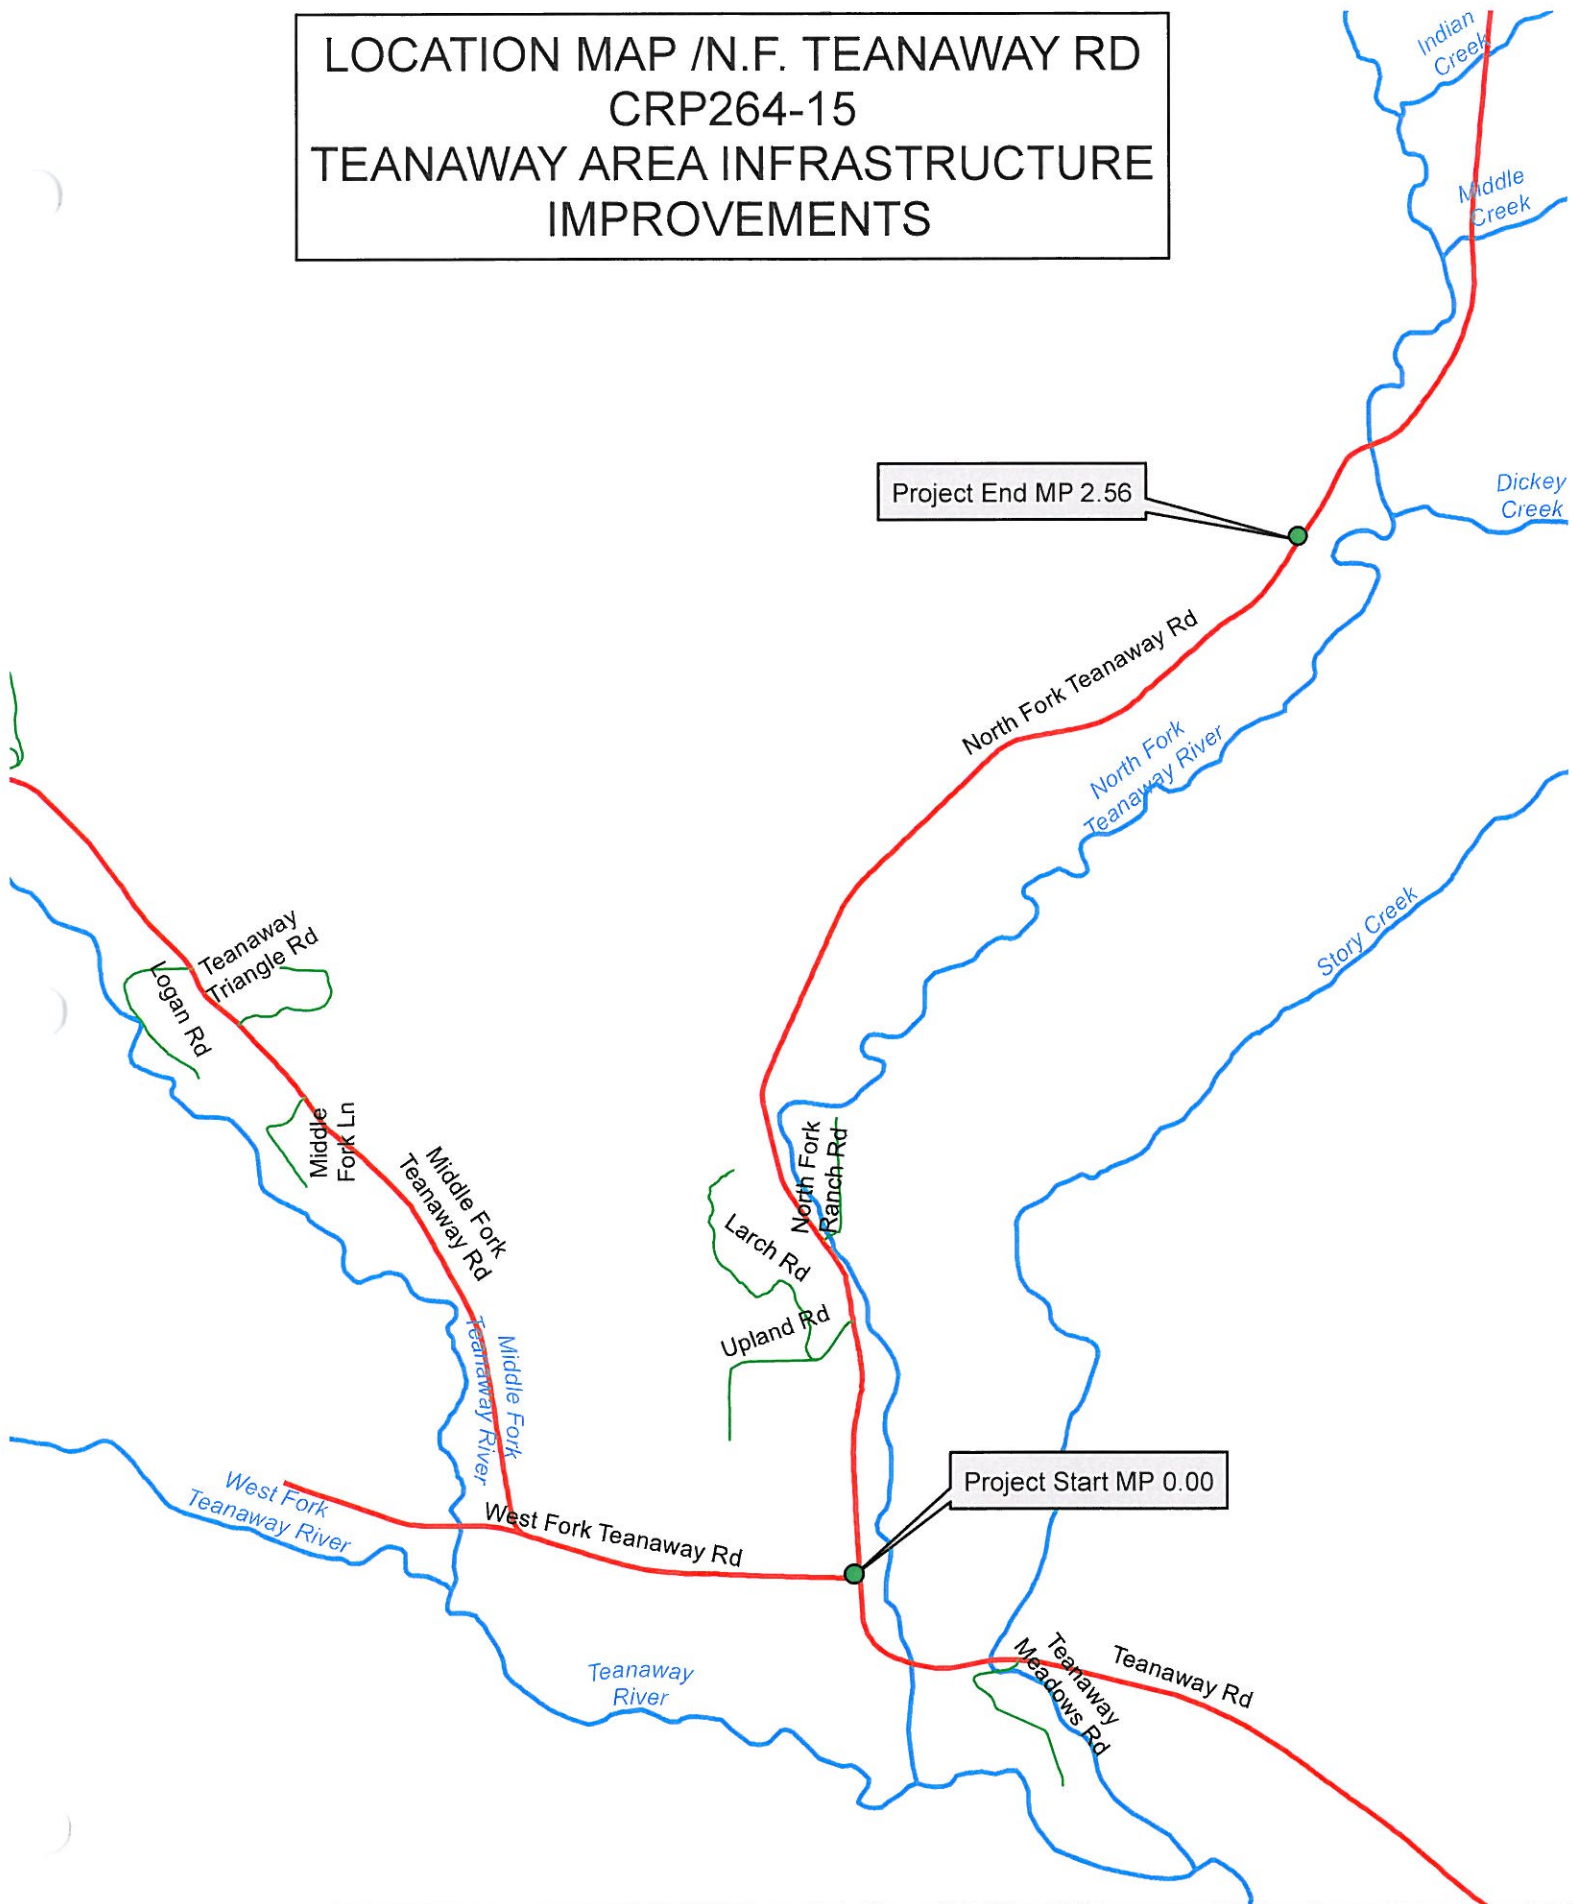 LOCATION MAP /N.F. TEANAWAY RD
CRP264-15
TEANAWAY AREA INFRASTRUCTURE
IMPROVEMENTS
Indian
Creek
Middle
Creek
Project End MP 2.56
Dickey
Creek
North Fork Teanaway Rd
North Fork
Teanaway River
Story Creek
Teanaway
Triangle Rd
Logan Rd
Middle
Fork Ln
Middle Fork
Teanaway Rd
North Fork
Ranch Rd
Larch Rd
Upland Rd
Middle Fork
Teanaway River
Project Start MP 0.00
West Fork
Teanaway River
West Fork Teanaway Rd
Teanaway
River
Teanaway
Meadows Rd
Teanaway Rd